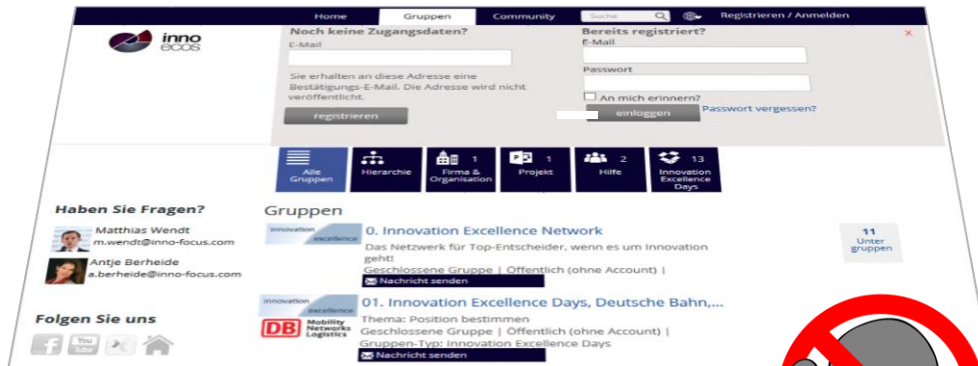 Home Gruppen Community Suche Registrieren / Anmelden
inno
ecos
Noch keine Zugangsdaten?
E-Mail
Sie erhalten an diese Adresse eine
Bestätigungs-E-Mail. Die Adresse wird nicht
veröffentlicht.
registrieren
Bereits registriert?
E-Mail
Passwort
An mich erinnern?
einloggen
Passwort vergessen?
Alle
Gruppen
Hierarchie
1
Firma &
Organisation
1
Projekt
2
Hilfe
13
Innovation
Excellence
Days
Haben Sie Fragen?
Matthias Wendt
m.wendt@inno-focus.com
Antje Berheide
a.berheide@inno-focus.com
Folgen Sie uns
You
Tube
Gruppen
innovation
excellence
0. Innovation Excellence Network
Das Netzwerk für Top-Entscheider, wenn es um Innovation
geht!
Geschlossene Gruppe | Öffentlich (ohne Account) |
Nachricht senden
11
Unter
gruppen
innovation
excellence
DB Mobility
Networks
Logistics
01. Innovation Excellence Days, Deutsche Bahn,...
Thema: Position bestimmen
Geschlossene Gruppe | Öffentlich (ohne Account) |
Gruppen-Typ: Innovation Excellence Days
Nachricht senden